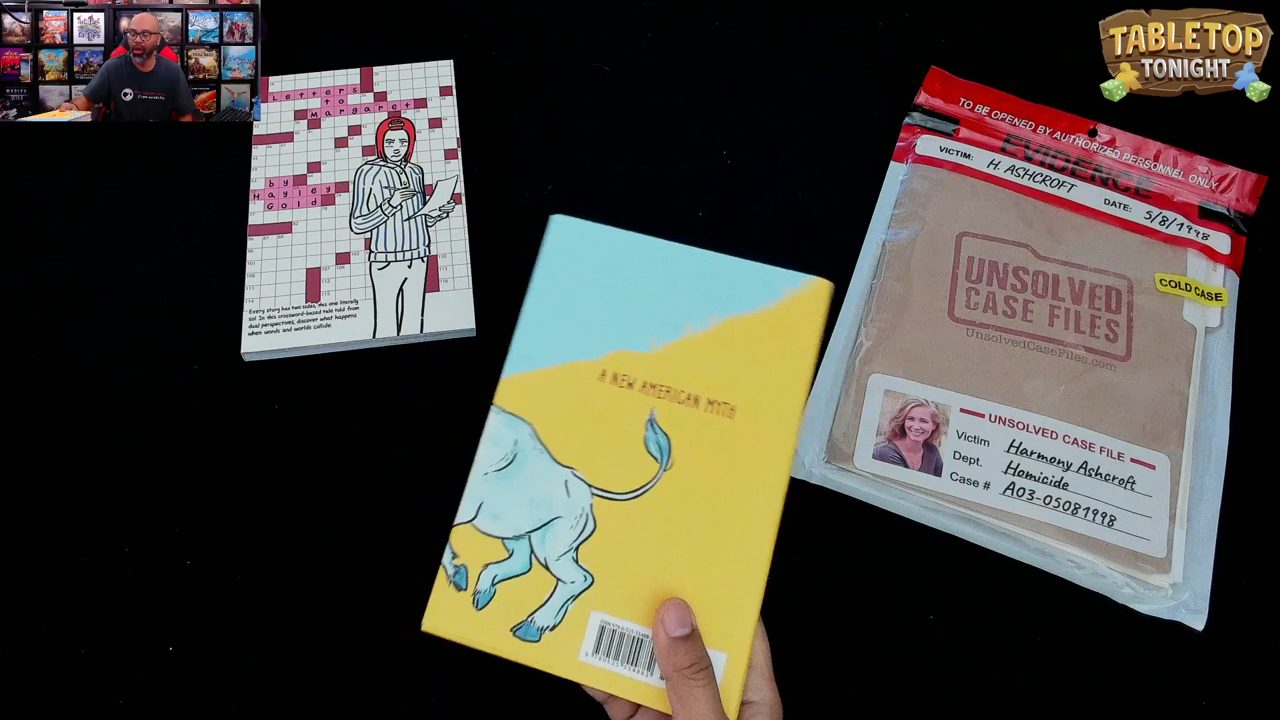 TABLETOP
TONIGHT
Letters
to
Margaret
by
Hayley
Gold
Every story has two sides, this one literally
so! In this crossword-based tale told from
dual perspectives, discover what happens
when words and worlds collide.
A NEW AMERICAN MYTH
TO BE OPENED BY AUTHORIZED PERSONNEL ONLY
EVIDENCE
VICTIM: H. ASHCROFT
DATE: 5/8/1998
COLD CASE
UNSOLVED
CASE FILES
UnsolvedCaseFiles.com
UNSOLVED CASE FILE
Victim Harmony Ashcroft
Dept. Homicide
Case # A03-05081998